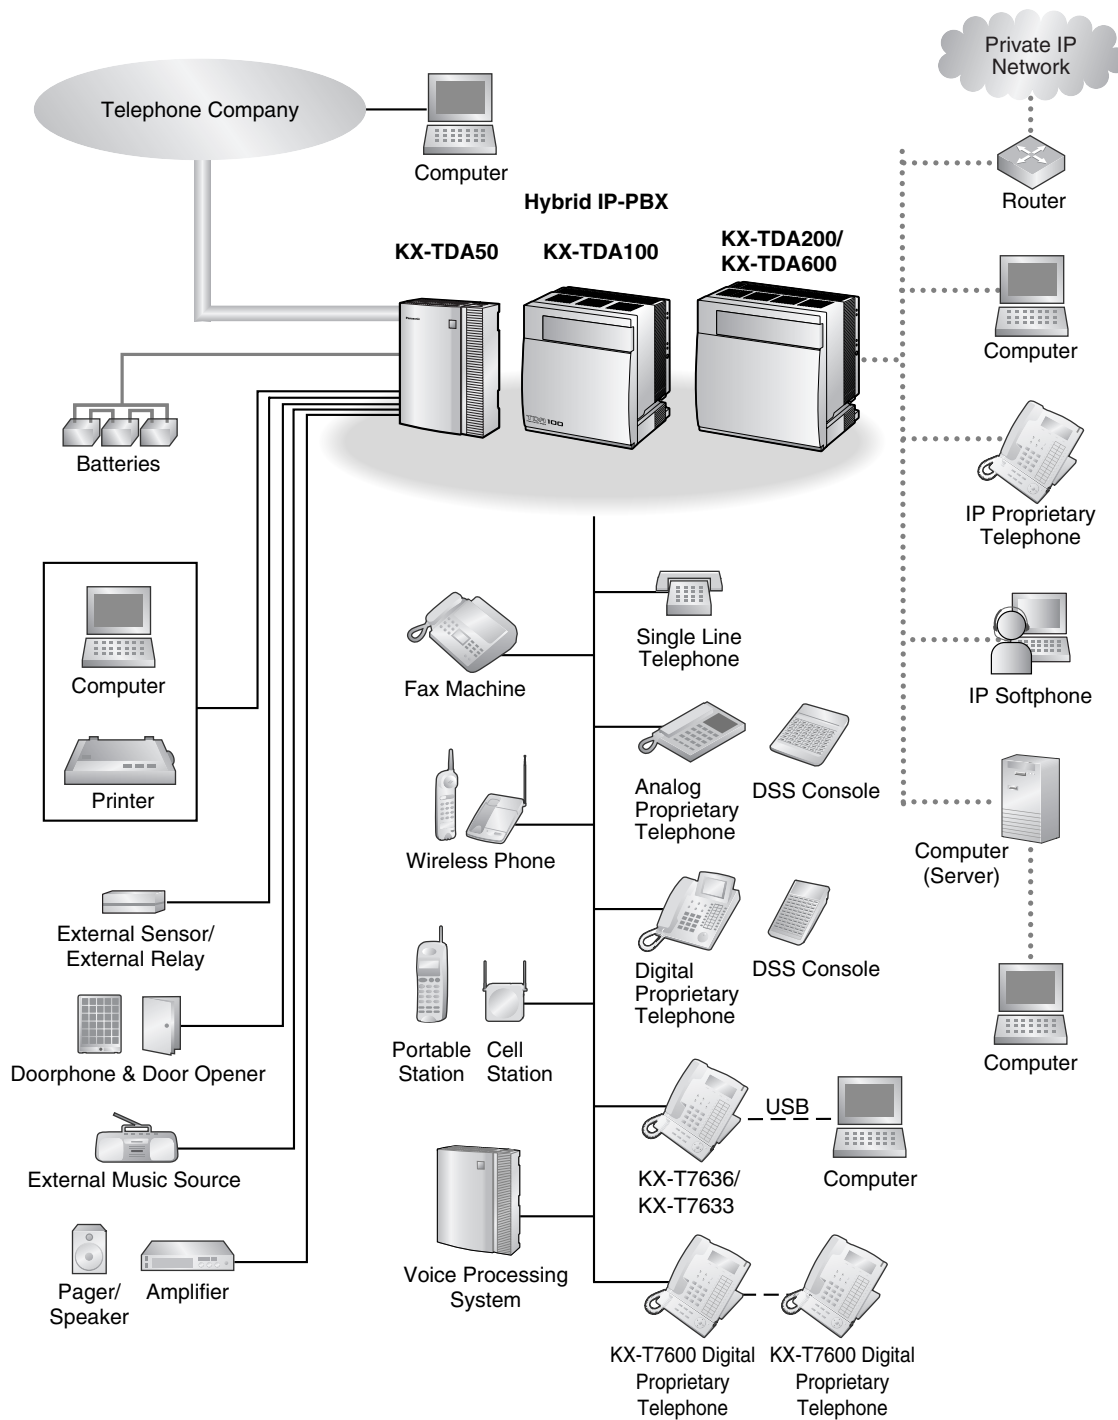 Private IP
Network
Telephone Company
Computer
Router
Hybrid IP-PBX
KX-TDA50
KX-TDA100
KX-TDA200/
KX-TDA600
Computer
Batteries
IP Proprietary
Telephone
Computer
Printer
Fax Machine
Single Line
Telephone
IP Softphone
Wireless Phone
Analog
Proprietary
Telephone
DSS Console
Computer
(Server)
External Sensor/
External Relay
Digital
Proprietary
Telephone
DSS Console
Doorphone & Door Opener
Portable
Station
Cell
Station
Computer
USB
External Music Source
KX-T7636/
KX-T7633
Computer
Pager/
Speaker
Amplifier
Voice Processing
System
KX-T7600 Digital
Proprietary
Telephone
KX-T7600 Digital
Proprietary
Telephone